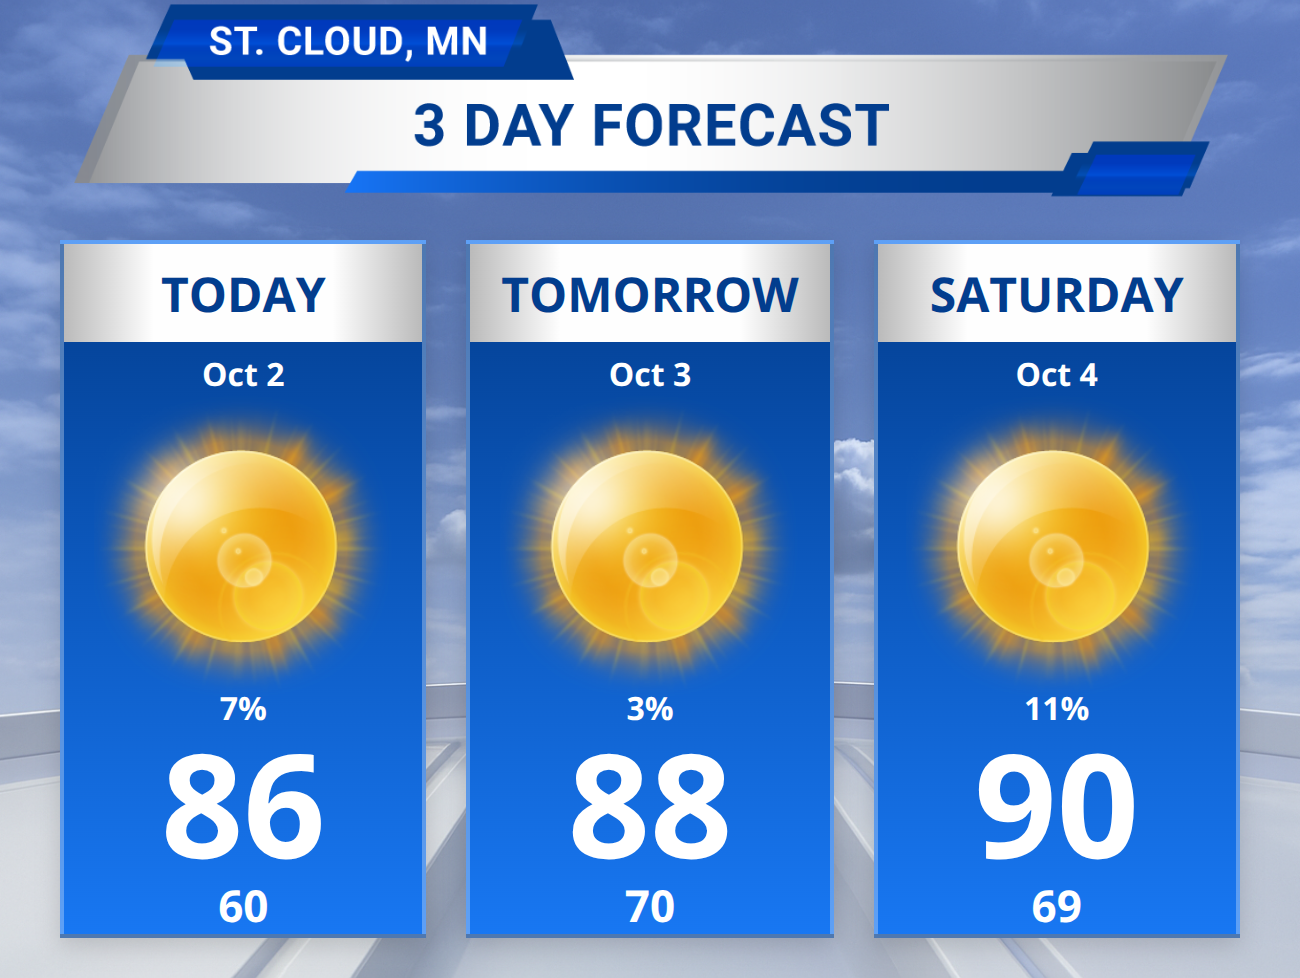 ST. CLOUD, MN
3 DAY FORECAST
TODAY
Oct 2
7%
86
60
TOMORROW
Oct 3
3%
88
70
SATURDAY
Oct 4
11%
90
69